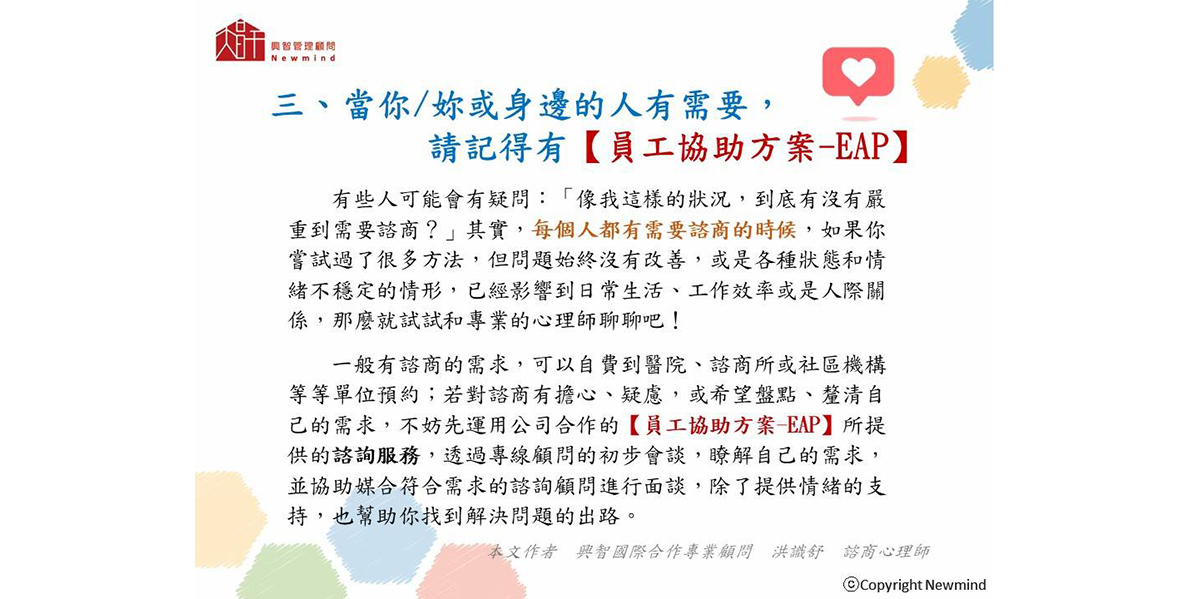 興智管理顧問
Newmind
三、當你/妳或身邊的人有需要，
請記得有【員工協助方案-EAP】
有些人可能會有疑問：「像我這樣的狀況，到底有沒有嚴
重到需要諮商？」其實，每個人都有需要諮商的時候，如果你
嘗試過了很多方法，但問題始終沒有改善，或是各種狀態和情
緒不穩定的情形，已經影響到日常生活、工作效率或是人際關
係，那麼就試試和專業的心理師聊聊吧！
一般有諮商的需求，可以自費到醫院、諮商所或社區機構
等等單位預約；若對諮商有擔心、疑慮，或希望盤點、釐清自
己的需求，不妨先運用公司合作的【員工協助方案-EAP】所提
供的諮詢服務，透過專線顧問的初步會談，瞭解自己的需求，
並協助媒合符合需求的諮詢顧問進行面談，除了提供情緒的支
持，也幫助你找到解決問題的出路。
本文作者　興智國際合作專業顧問　洪識舒　諮商心理師
ⓒCopyright Newmind